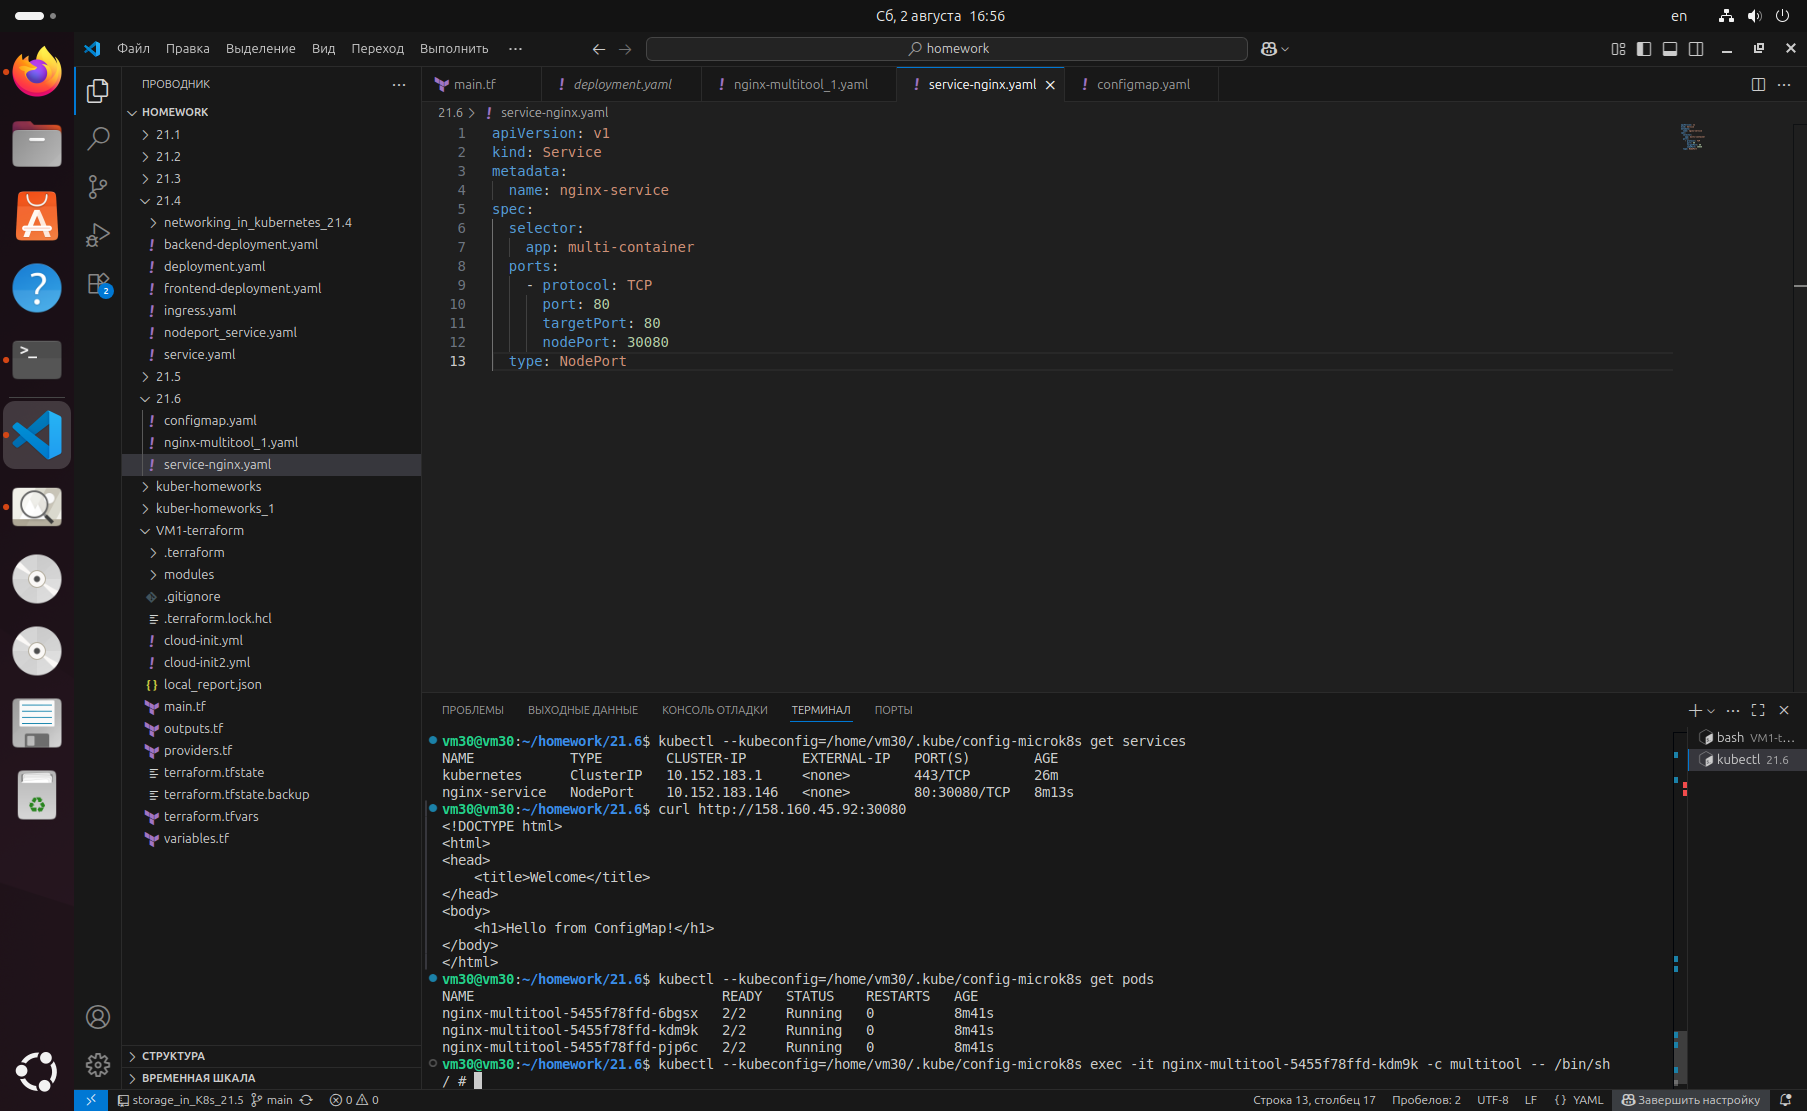 Сб, 2 августа 16:56
en
Файл Правка Выделение Вид Переход Выполнить ···
homework
ПРОВОДНИК
HOMEWORK
21.1
21.2
21.3
21.4
networking_in_kubernetes_21.4
backend-deployment.yaml
deployment.yaml
frontend-deployment.yaml
ingress.yaml
nodeport_service.yaml
service.yaml
21.5
21.6
configmap.yaml
nginx-multitool_1.yaml
service-nginx.yaml
kuber-homeworks
kuber-homeworks_1
VM1-terraform
.terraform
modules
.gitignore
.terraform.lock.hcl
cloud-init.yml
cloud-init2.yml
local_report.json
main.tf
outputs.tf
providers.tf
terraform.tfstate
terraform.tfstate.backup
terraform.tfvars
variables.tf
СТРУКТУРА
ВРЕМЕННАЯ ШКАЛА
2
main.tf ! deployment.yaml ! nginx-multitool_1.yaml ! service-nginx.yaml ! configmap.yaml
21.6 > ! service-nginx.yaml
1 apiVersion: v1
2 kind: Service
3 metadata:
4 name: nginx-service
5 spec:
6 selector:
7 app: multi-container
8 ports:
9 - protocol: TCP
10 port: 80
11 targetPort: 80
12 nodePort: 30080
13 type: NodePort
ПРОБЛЕМЫ ВЫХОДНЫЕ ДАННЫЕ КОНСОЛЬ ОТЛАДКИ ТЕРМИНАЛ ПОРТЫ
vm30@vm30:~/homework/21.6$ kubectl --kubeconfig=/home/vm30/.kube/config-microk8s get services
NAME TYPE CLUSTER-IP EXTERNAL-IP PORT(S) AGE
kubernetes ClusterIP 10.152.183.1 <none> 443/TCP 26m
nginx-service NodePort 10.152.183.146 <none> 80:30080/TCP 8m13s
vm30@vm30:~/homework/21.6$ curl http://158.160.45.92:30080
<!DOCTYPE html>
<html>
<head>
<title>Welcome</title>
</head>
<body>
<h1>Hello from ConfigMap!</h1>
</body>
</html>
vm30@vm30:~/homework/21.6$ kubectl --kubeconfig=/home/vm30/.kube/config-microk8s get pods
NAME READY STATUS RESTARTS AGE
nginx-multitool-5455f78ffd-6bgsx 2/2 Running 0 8m41s
nginx-multitool-5455f78ffd-kdm9k 2/2 Running 0 8m41s
nginx-multitool-5455f78ffd-pjp6c 2/2 Running 0 8m41s
vm30@vm30:~/homework/21.6$ kubectl --kubeconfig=/home/vm30/.kube/config-microk8s exec -it nginx-multitool-5455f78ffd-kdm9k -c multitool -- /bin/sh
/ #
bash VM1-t...
kubectl 21.6
storage_in_K8s_21.5 main 0 0
Строка 13, столбец 17 Пробелов: 2 UTF-8 LF {} YAML Завершить настройку